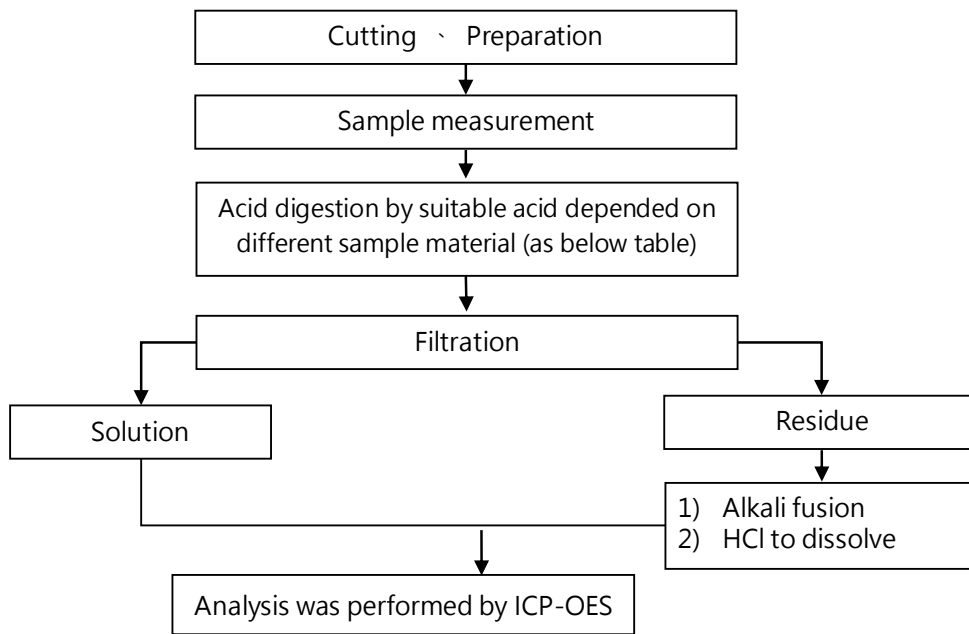 Cutting 、 Preparation
Sample measurement
Acid digestion by suitable acid depended on
different sample material (as below table)
Filtration
Solution
Residue
1) Alkali fusion
2) HCl to dissolve
Analysis was performed by ICP-OES